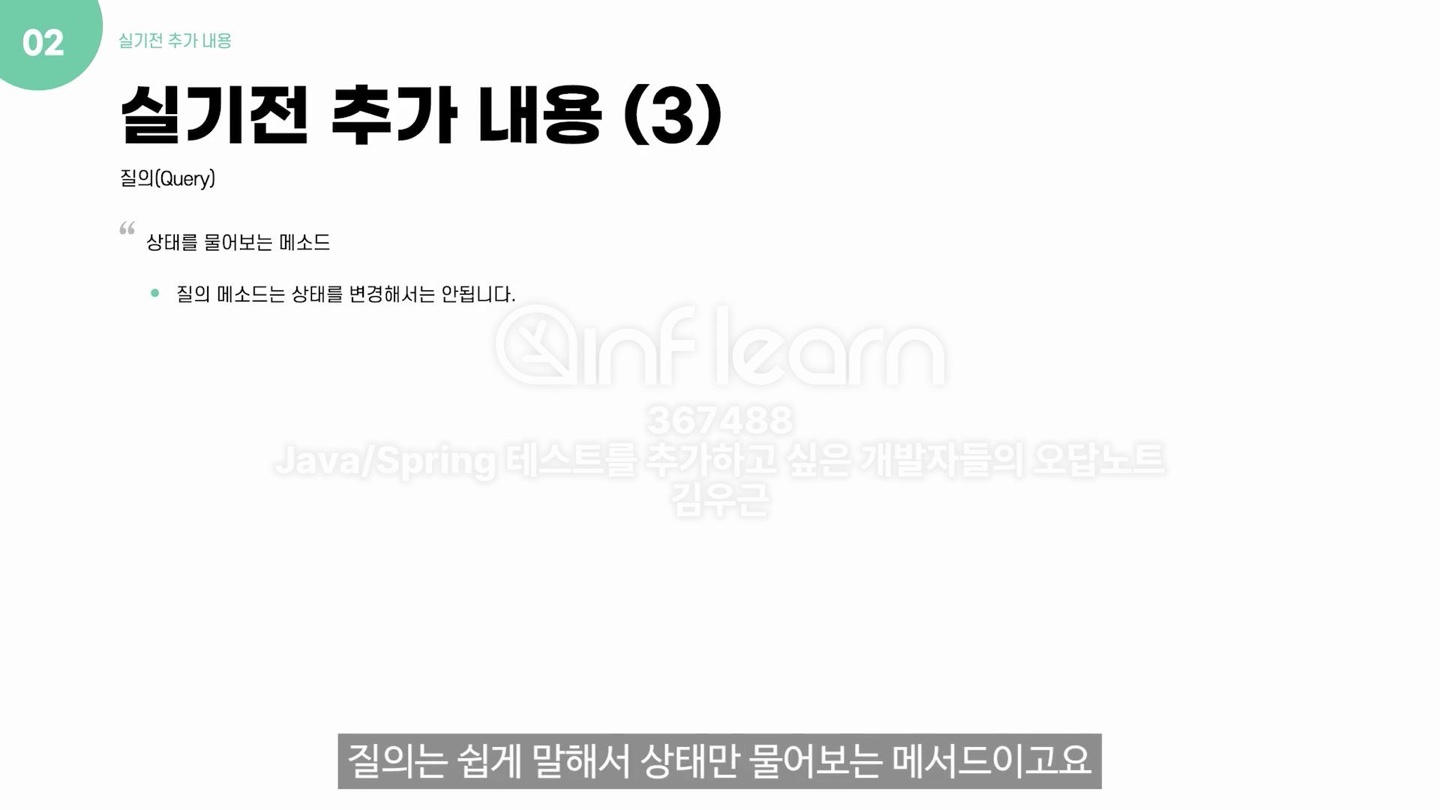 02
실기전 추가 내용
실기전 추가 내용 (3)
질의(Query)
“ 상태를 물어보는 메소드
• 질의 메소드는 상태를 변경해서는 안됩니다.
inflearn
367488
Java/Spring 테스트를 추가하고 싶은 개발자들의 오답노트
김우근
질의는 쉽게 말해서 상태만 물어보는 메서드이고요